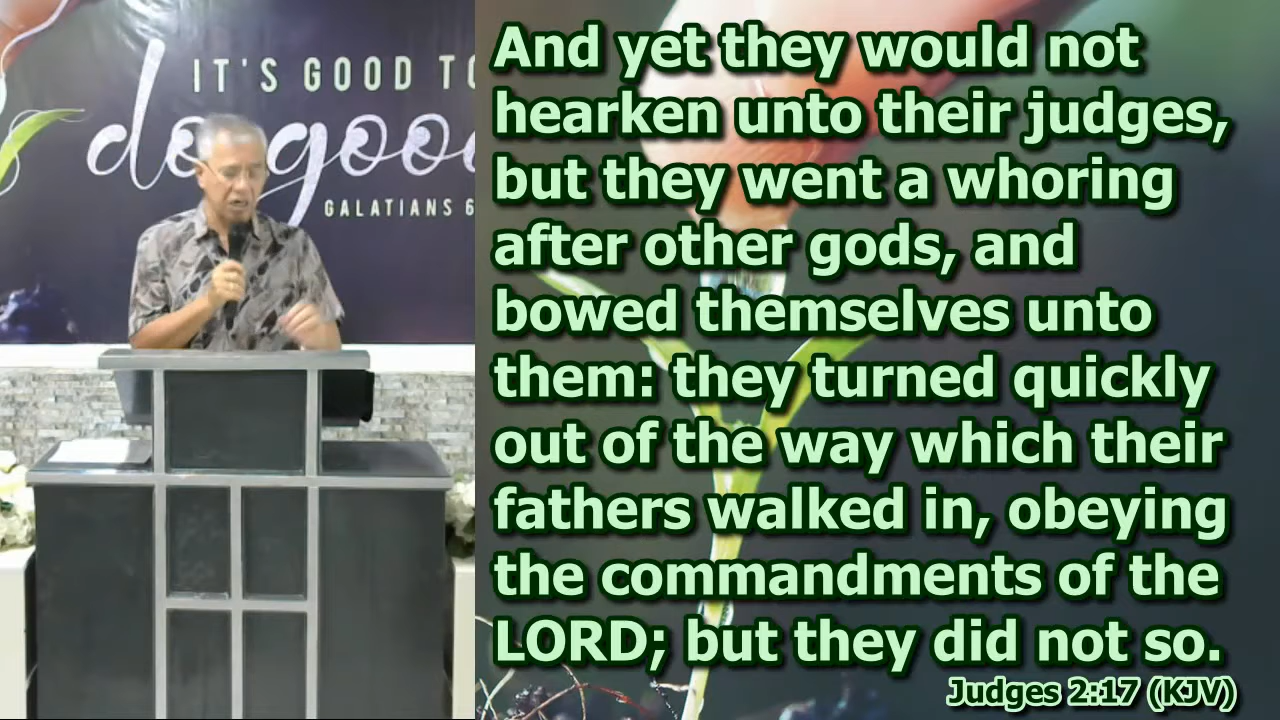 IT'S GOOD TO
do good
GALATIANS 6
And yet they would not
hearken unto their judges,
but they went a whoring
after other gods, and
bowed themselves unto
them: they turned quickly
out of the way which their
fathers walked in, obeying
the commandments of the
LORD; but they did not so.
Judges 2:17 (KJV)